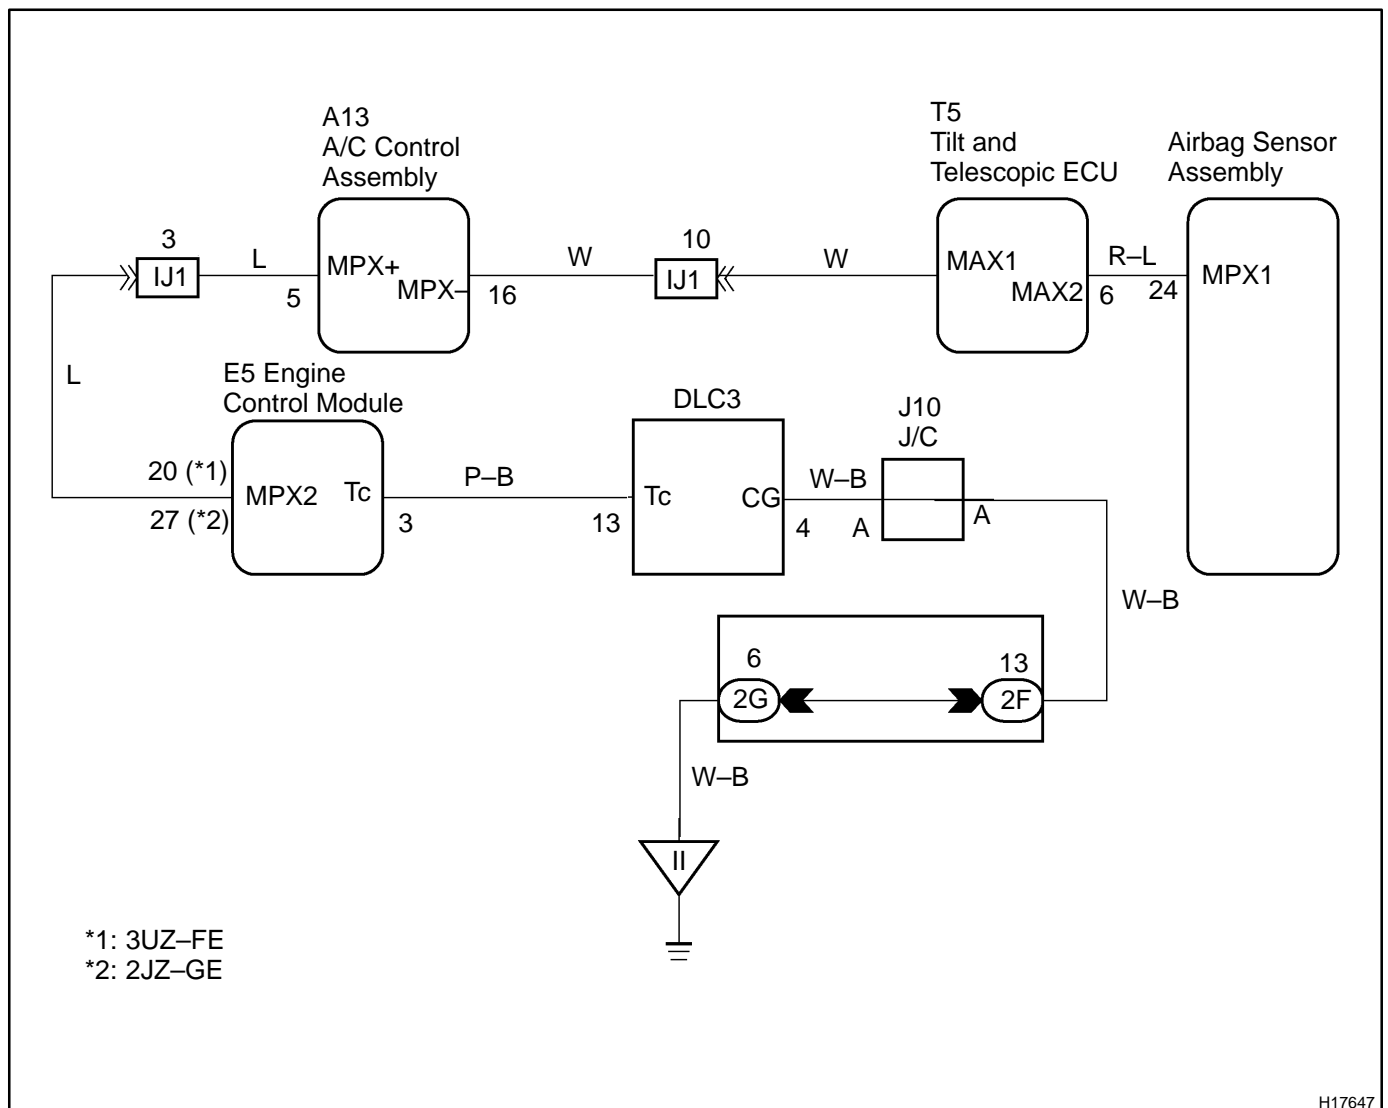 A13
A/C Control
Assembly
T5
Tilt and
Telescopic ECU
Airbag Sensor
Assembly
3
IJ1
L
5
MPX+
MPX–
16
W
10
IJ1
W
MAX1
MAX2
6
R–L
24
MPX1
L
E5 Engine
Control Module
20 (*1)
27 (*2)
MPX2
Tc
3
P–B
13
DLC3
Tc
CG
4
W–B
A
J10
J/C
A
W–B
6
2G
13
2F
W–B
II
*1: 3UZ–FE
*2: 2JZ–GE
H17647